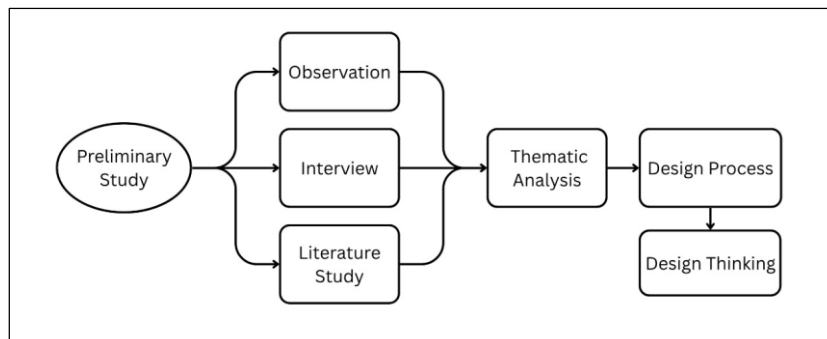 Preliminary
Study
Observation
Interview
Literature
Study
Thematic
Analysis
Design Process
Design Thinking